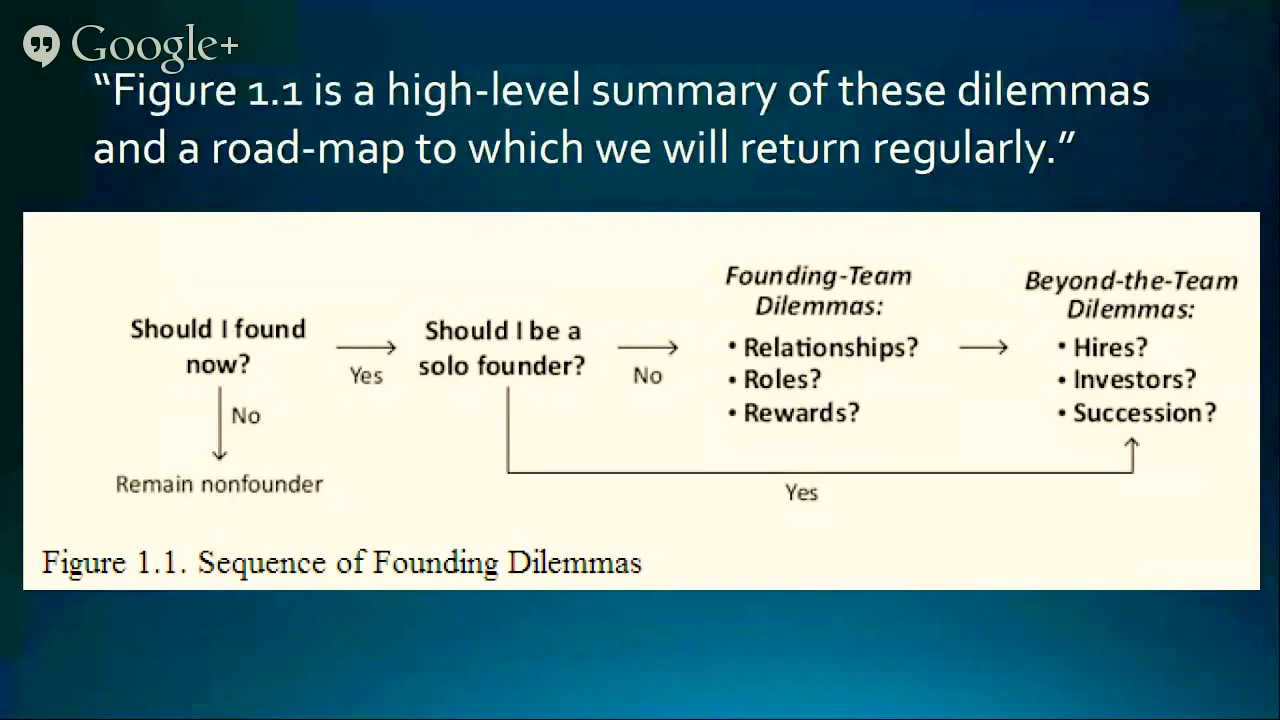 Google+
“Figure 1.1 is a high-level summary of these dilemmas
and a road-map to which we will return regularly.”
Should I found
now?
Yes
No
Remain nonfounder
Should I be a
solo founder?
No
Yes
Founding-Team
Dilemmas:
• Relationships?
• Roles?
• Rewards?
Beyond-the-Team
Dilemmas:
• Hires?
• Investors?
• Succession?
Figure 1.1. Sequence of Founding Dilemmas